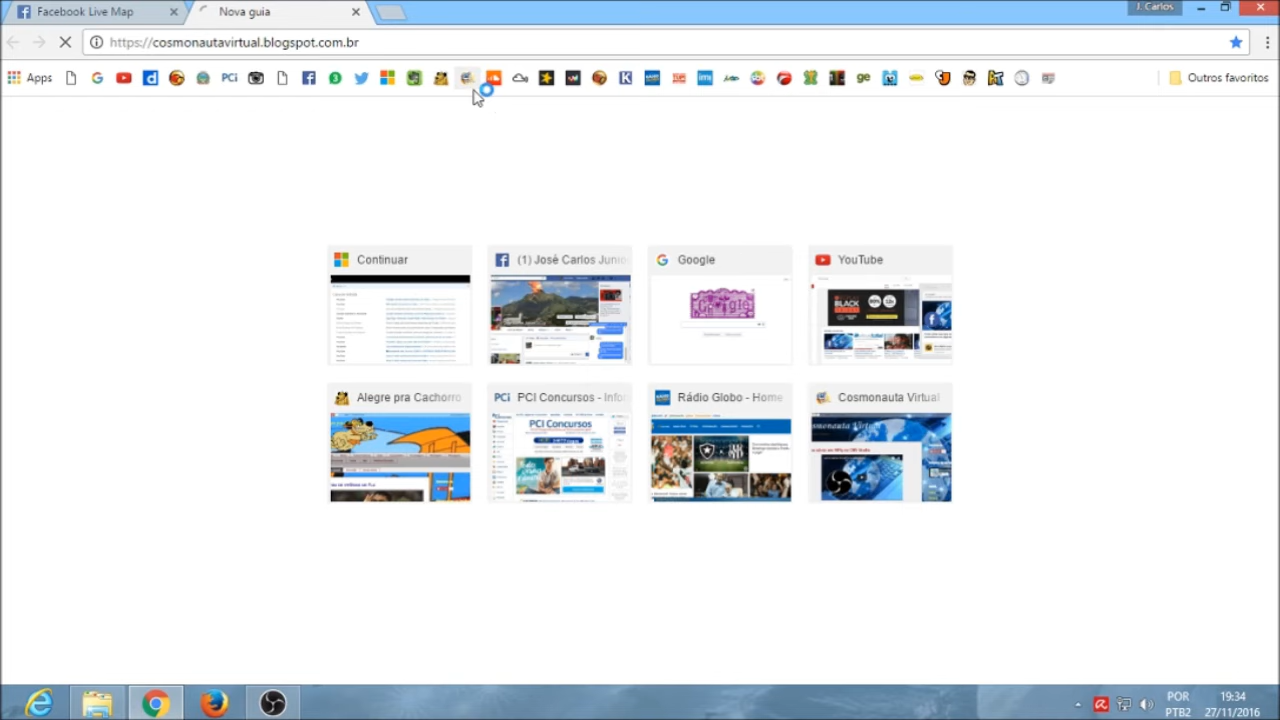 Facebook Live Map
Nova guia
J. Carlos
https://cosmonautavirtual.blogspot.com.br
Apps
PCi
Outros favoritos
Continuar
(1) José Carlos Junio
Google
YouTube
BLACK
Alegre pra Cachorro
PCI Concursos - Info
Rádio Globo - Home
Cosmonauta Virtual
PCI Concursos
POR
PTB2
19:34
27/11/2016